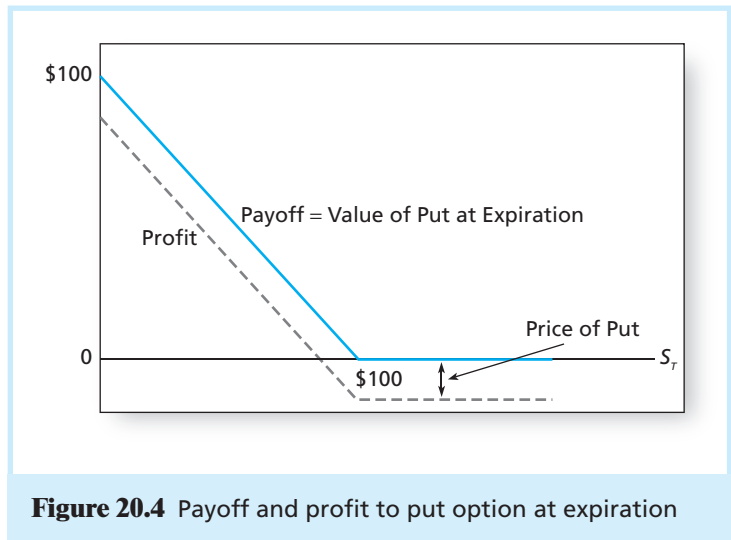 $100
Payoff = Value of Put at Expiration
Profit
Price of Put
0
S_T
$100
Figure 20.4 Payoff and profit to put option at expiration